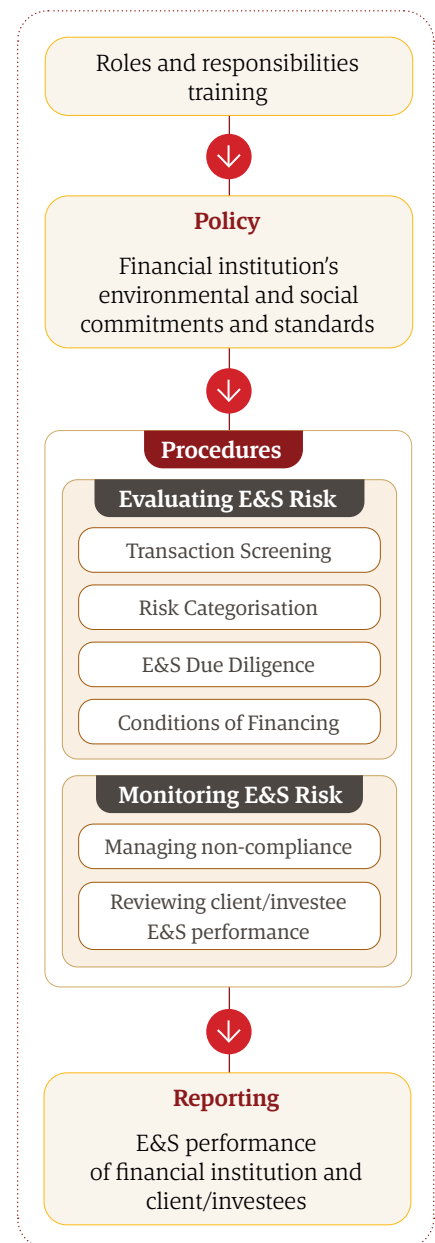 Roles and responsibilities
training
Policy
Financial institution's
environmental and social
commitments and standards
Procedures
Evaluating E&S Risk
Transaction Screening
Risk Categorisation
E&S Due Diligence
Conditions of Financing
Monitoring E&S Risk
Managing non-compliance
Reviewing client/investee
E&S performance
Reporting
E&S performance
of financial institution and
client/investees